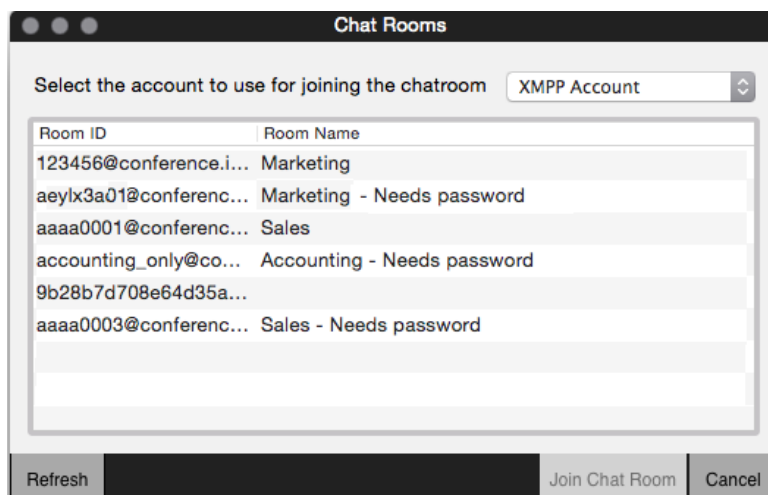 Chat Rooms
Select the account to use for joining the chatroom XMPP Account
Room ID Room Name
123456@conference.i... Marketing
aeylx3a01@conferenc... Marketing - Needs password
aaaa0001@conferenc... Sales
accounting_only@co... Accounting - Needs password
9b28b7d708e64d35a...
aaaa0003@conferenc... Sales - Needs password
Refresh Join Chat Room Cancel